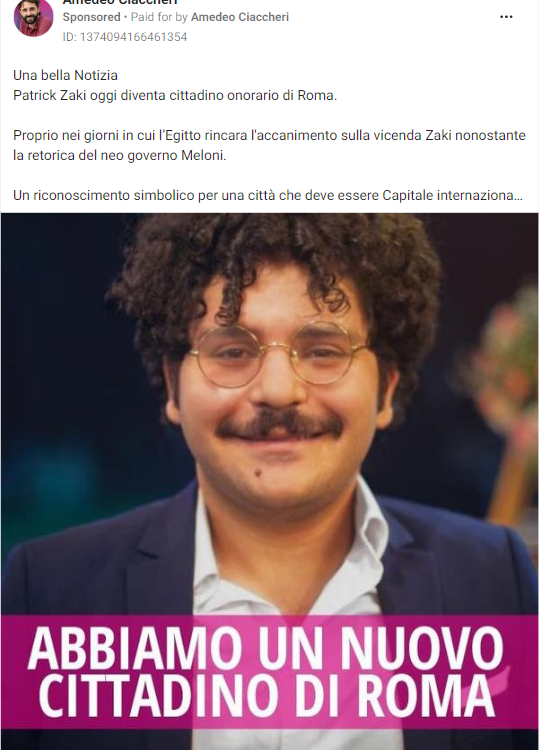 Amedeo Ciaccheri
Sponsored • Paid for by Amedeo Ciaccheri
ID: 1374094166461354
Una bella Notizia
Patrick Zaki oggi diventa cittadino onorario di Roma.
Proprio nei giorni in cui l'Egitto rincara l'accanimento sulla vicenda Zaki nonostante
la retorica del neo governo Meloni.
Un riconoscimento simbolico per una città che deve essere Capitale internaziona...
ABBIAMO UN NUOVO
CITTADINO DI ROMA